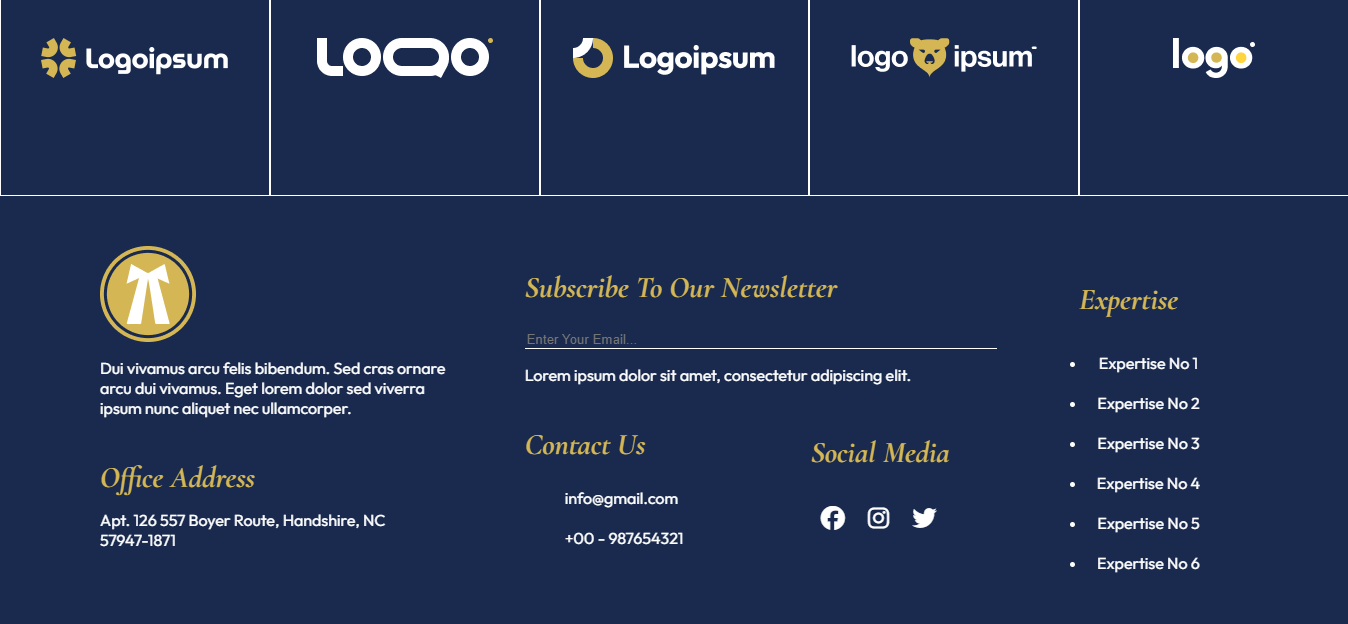 Logoipsum
LOQO
Logoipsum
logo ipsum
logo
Dui vivamus arcu felis bibendum. Sed cras ornare
arcu dui vivamus. Eget lorem dolor sed viverra
ipsum nunc aliquet nec ullamcorper.
Office Address
Apt. 126 557 Boyer Route, Handshire, NC
57947-1871
Subscribe To Our Newsletter
Enter Your Email...
Lorem ipsum dolor sit amet, consectetur adipiscing elit.
Contact Us
info@gmail.com
+00 - 987654321
Social Media
Expertise
Expertise No 1
Expertise No 2
Expertise No 3
Expertise No 4
Expertise No 5
Expertise No 6